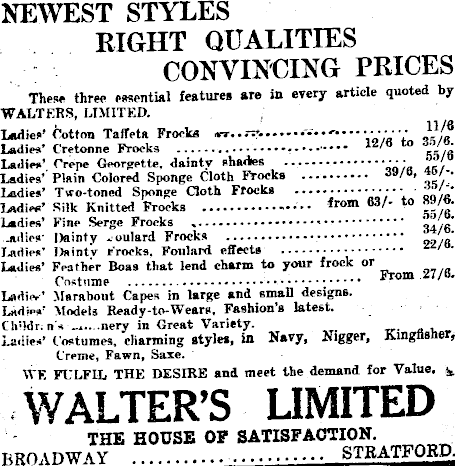 NEWEST STYLES
RIGHT QUALITIES
CONVINCING PRICES
These three essential features are in every article quoted by
WALTERS, LIMITED.
Ladies' Cotton Taffeta Frocks .................... 11/6
Ladies' Cretonne Frocks .................... 12/6 to 35/6.
Ladies' Crepe Georgette, dainty shades .................... 55/6
Ladies' Plain Colored Sponge Cloth Frocks .......... 39/6, 45/-.
Ladies' Two-toned Sponge Cloth Frocks .................... 35/-.
Ladies' Silk Knitted Frocks .................... from 63/- to 89/6.
Ladies' Fine Serge Frocks .................... 55/6.
Ladies' Dainty Foulard Frocks .................... 34/6.
Ladies' Dainty Frocks, Foulard effects .................... 22/6.
Ladies' Feather Boas that lend charm to your frock or
Costume .................... From 27/6.
Ladies' Marabout Capes in large and small designs.
Ladies' Models Ready-to-Wear, Fashion's latest.
Children's nery in Great Variety.
Ladies' Costumes, charming styles, in Navy, Nigger, Kingfisher,
Creme, Fawn, Saxe.
WE FULFIL THE DESIRE and meet the demand for Value.
WALTER'S LIMITED
THE HOUSE OF SATISFACTION.
BROADWAY .................... STRATFORD.